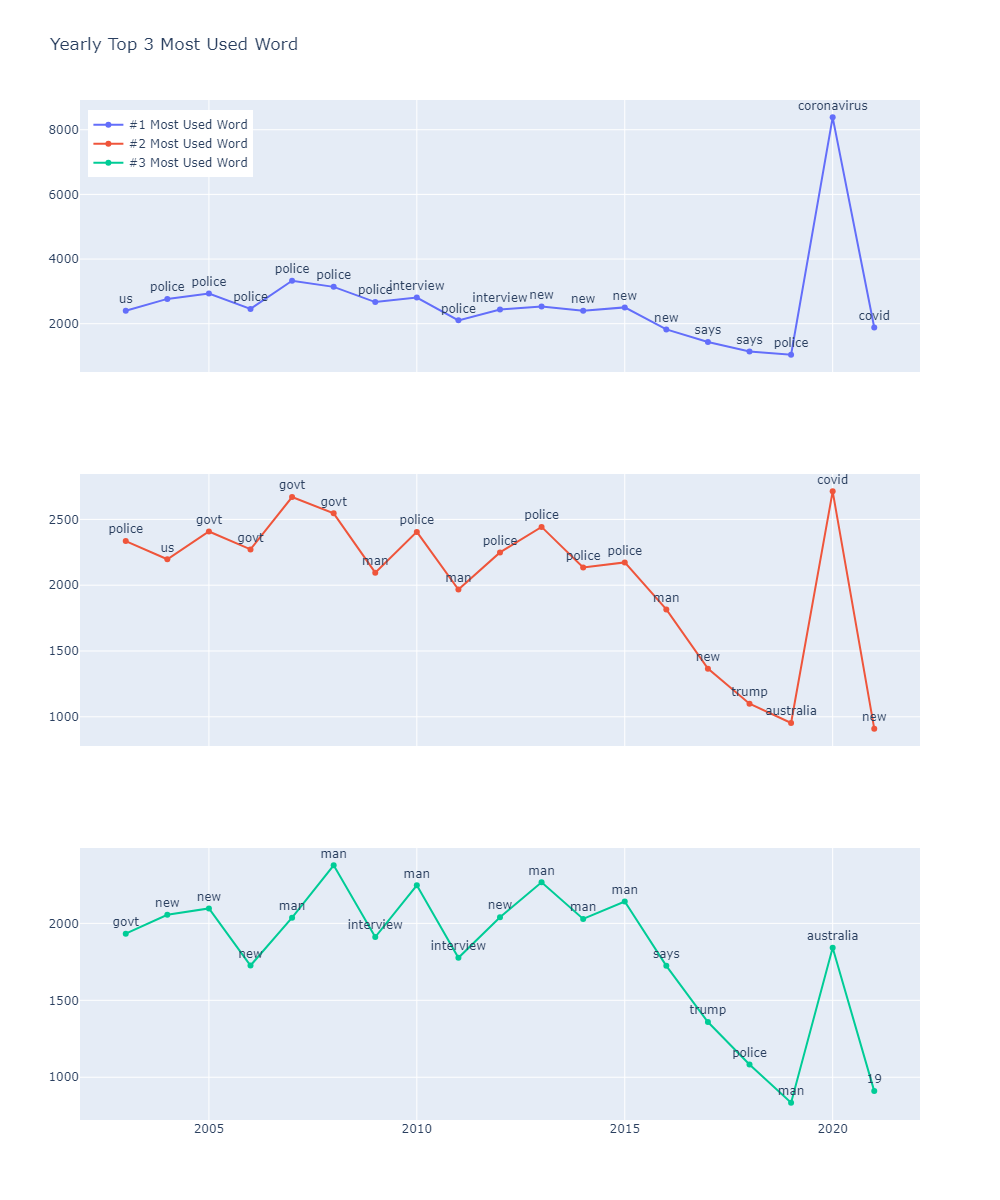 Yearly Top 3 Most Used Word
#1 Most Used Word
#2 Most Used Word
#3 Most Used Word
8000
6000
4000
2000
us police police police police police police interview police interview new new new new says says police coronavirus covid
2500
2000
1500
1000
police us govt govt govt govt man police man police police police police man new trump australia covid new
2000
1500
1000
govt new new new man man interview man interview new man man man says trump police man australia 19
2005 2010 2015 2020